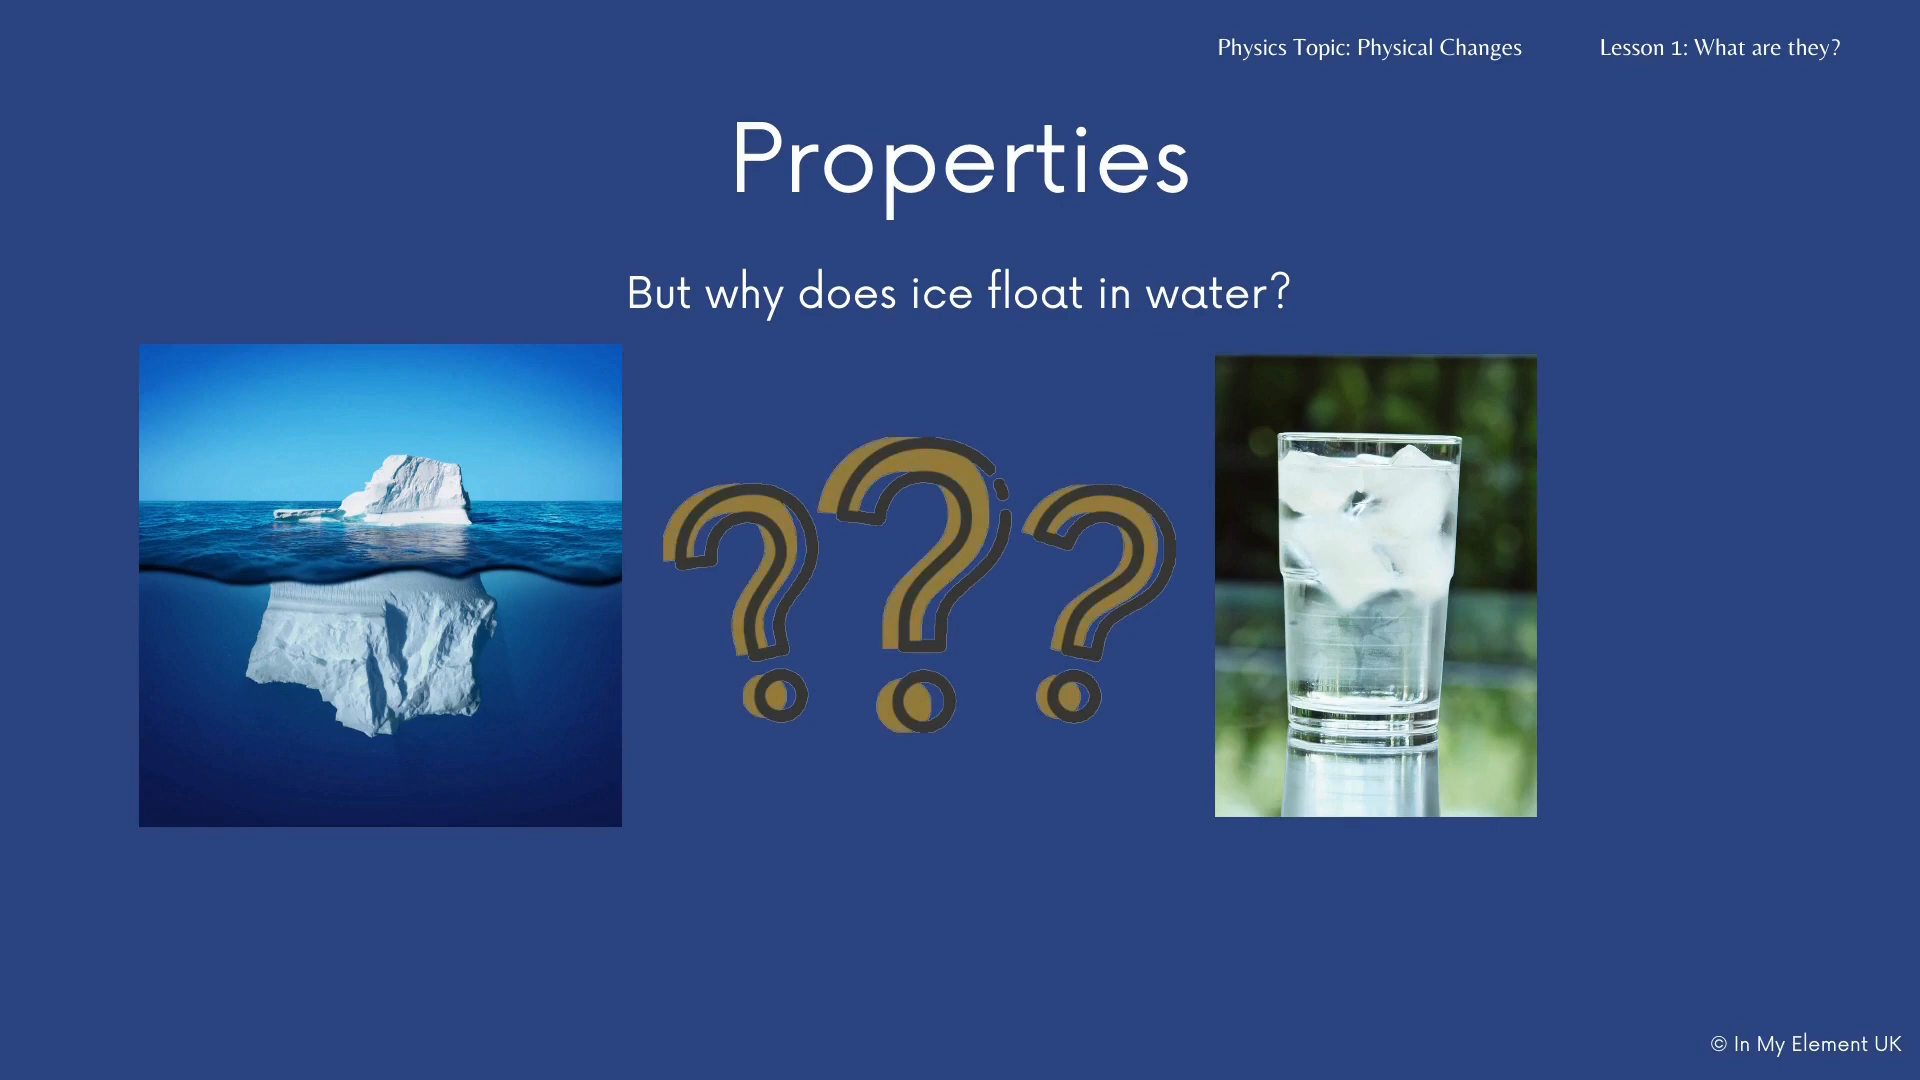 Physics Topic: Physical Changes
Lesson 1: What are they?
Properties
But why does ice float in water?
???
© In My Element UK